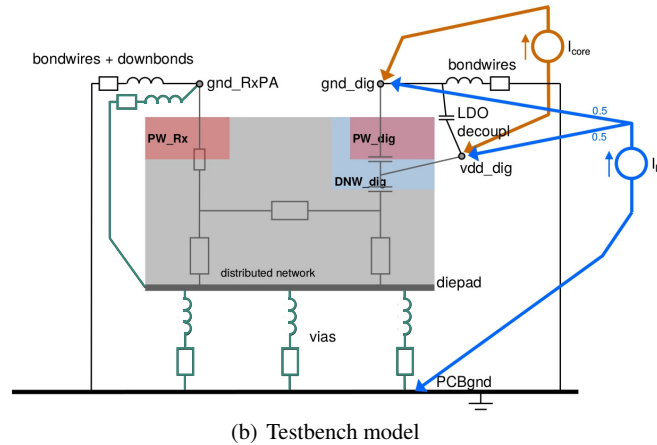 I_core
bondwires + downbonds
gnd_RxPA
gnd_dig
bondwires
LDO
decoupl
0.5
0.5
PW_Rx
PW_dig
DNW_dig
vdd_dig
distributed network
diepad
vias
PCBgnd
(b) Testbench model